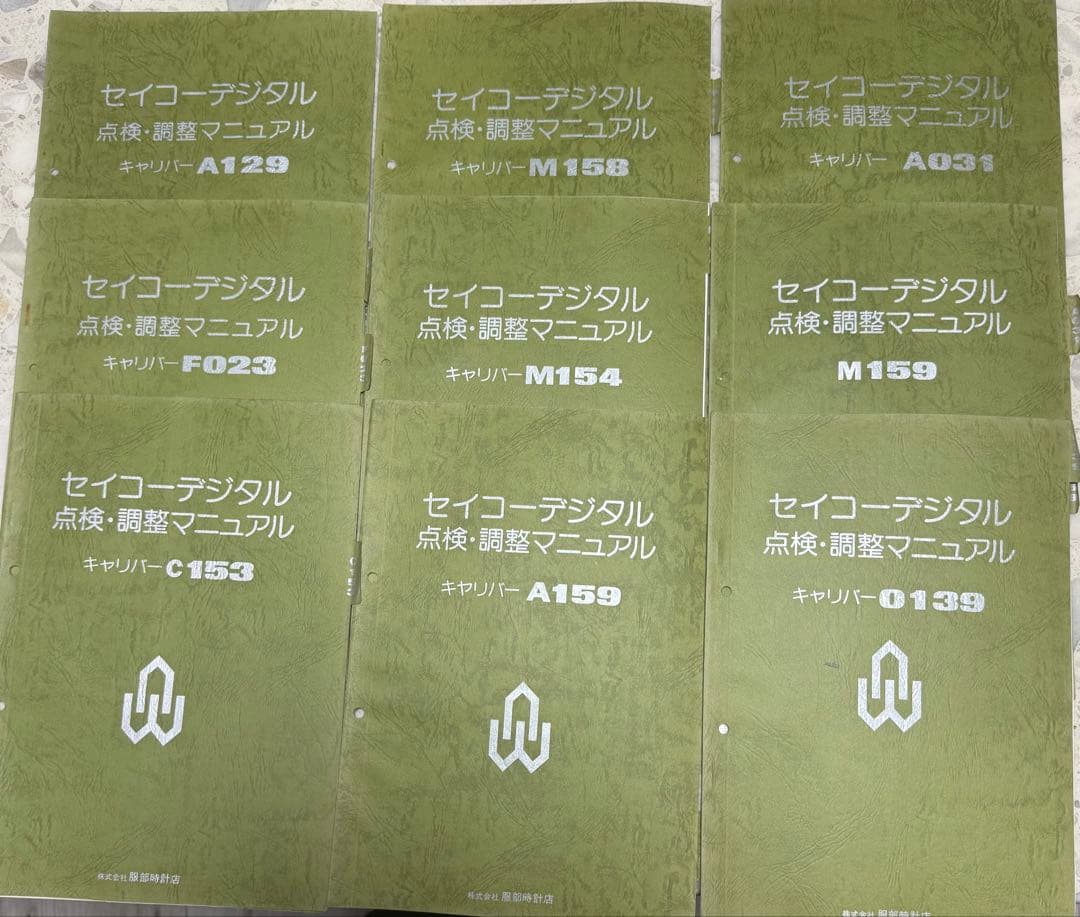 セイコーデジタル
点検・調整マニュアル
キャリバー A129
セイコーデジタル
点検・調整マニュアル
キャリバー M158
セイコーデジタル
点検・調整マニュアル
キャリバー A031
セイコーデジタル
点検・調整マニュアル
キャリバー F023
セイコーデジタル
点検・調整マニュアル
キャリバー M154
セイコーデジタル
点検・調整マニュアル
M159
セイコーデジタル
点検・調整マニュアル
キャリバー C153
株式会社 服部時計店
セイコーデジタル
点検・調整マニュアル
キャリバー A159
株式会社 服部時計店
セイコーデジタル
点検・調整マニュアル
キャリバー 0139
株式会社 服部時計店